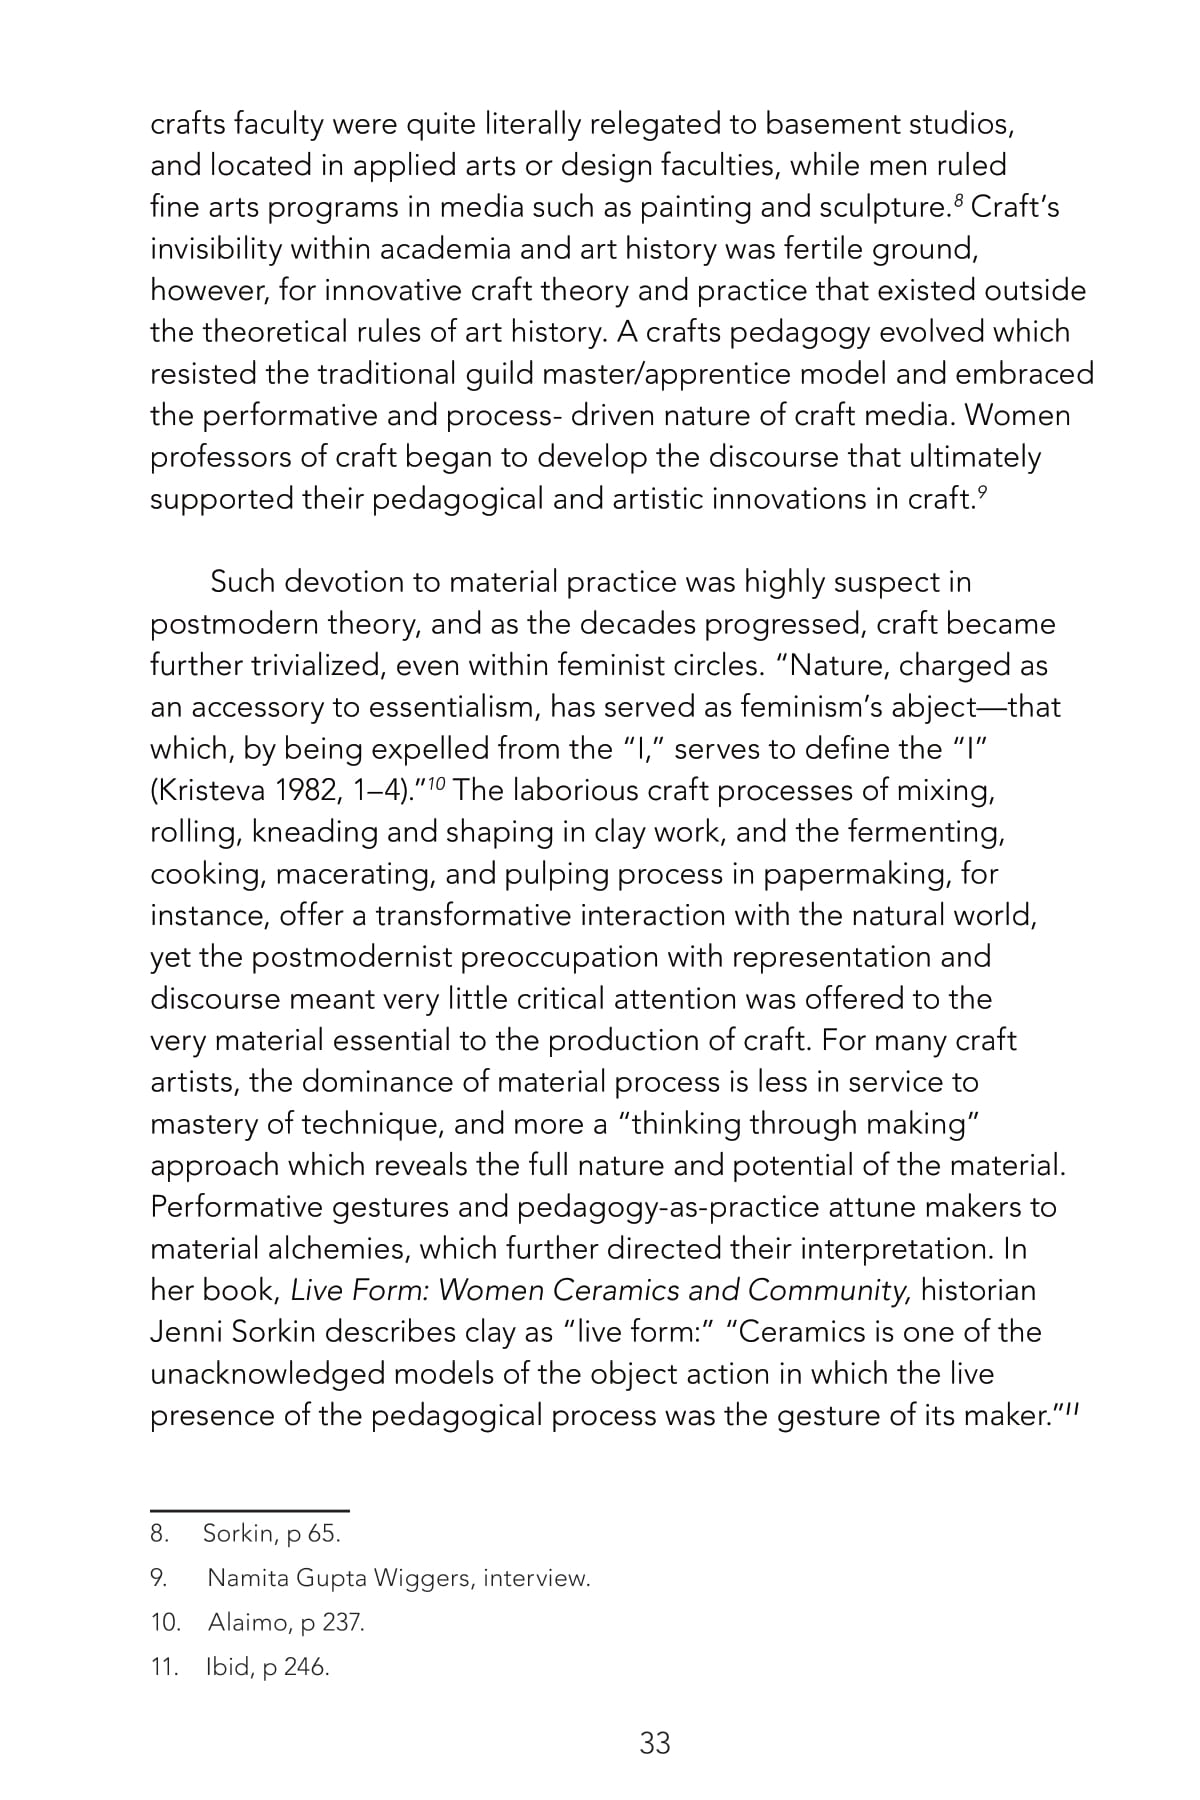 crafts faculty were quite literally relegated to basement studios,
and located in applied arts or design faculties, while men ruled
fine arts programs in media such as painting and sculpture.8 Craft’s
invisibility within academia and art history was fertile ground,
however, for innovative craft theory and practice that existed outside
the theoretical rules of art history. A crafts pedagogy evolved which
resisted the traditional guild master/apprentice model and embraced
the performative and process- driven nature of craft media. Women
professors of craft began to develop the discourse that ultimately
supported their pedagogical and artistic innovations in craft.9
Such devotion to material practice was highly suspect in
postmodern theory, and as the decades progressed, craft became
further trivialized, even within feminist circles. “Nature, charged as
an accessory to essentialism, has served as feminism’s abject—that
which, by being expelled from the “I,” serves to define the “I”
(Kristeva 1982, 1–4).”10 The laborious craft processes of mixing,
rolling, kneading and shaping in clay work, and the fermenting,
cooking, macerating, and pulping process in papermaking, for
instance, offer a transformative interaction with the natural world,
yet the postmodernist preoccupation with representation and
discourse meant very little critical attention was offered to the
very material essential to the production of craft. For many craft
artists, the dominance of material process is less in service to
mastery of technique, and more a “thinking through making”
approach which reveals the full nature and potential of the material.
Performative gestures and pedagogy-as-practice attune makers to
material alchemies, which further directed their interpretation. In
her book, Live Form: Women Ceramics and Community, historian
Jenni Sorkin describes clay as “live form:” “Ceramics is one of the
unacknowledged models of the object action in which the live
presence of the pedagogical process was the gesture of its maker.”11
8. Sorkin, p 65.
9. Namita Gupta Wiggers, interview.
10. Alaimo, p 237.
11. Ibid, p 246.
33